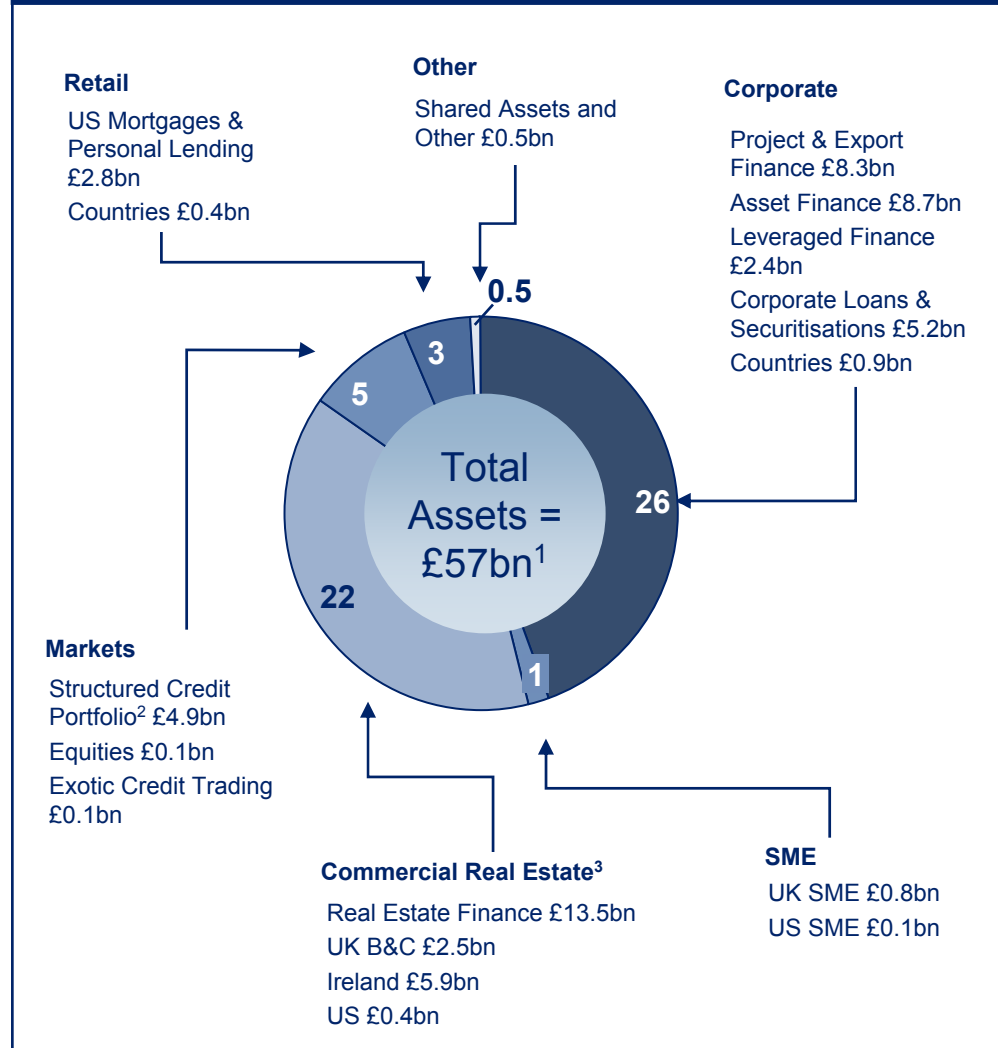 Retail
US Mortgages &
Personal Lending
£2.8bn
Countries £0.4bn
Other
Shared Assets and
Other £0.5bn
Corporate
Project & Export
Finance £8.3bn
Asset Finance £8.7bn
Leveraged Finance
£2.4bn
Corporate Loans &
Securitisations £5.2bn
Countries £0.9bn
0.5
3
5
26
22
1
Total
Assets =
£57bn¹
Markets
Structured Credit
Portfolio² £4.9bn
Equities £0.1bn
Exotic Credit Trading
£0.1bn
Commercial Real Estate³
Real Estate Finance £13.5bn
UK B&C £2.5bn
Ireland £5.9bn
US £0.4bn
SME
UK SME £0.8bn
US SME £0.1bn